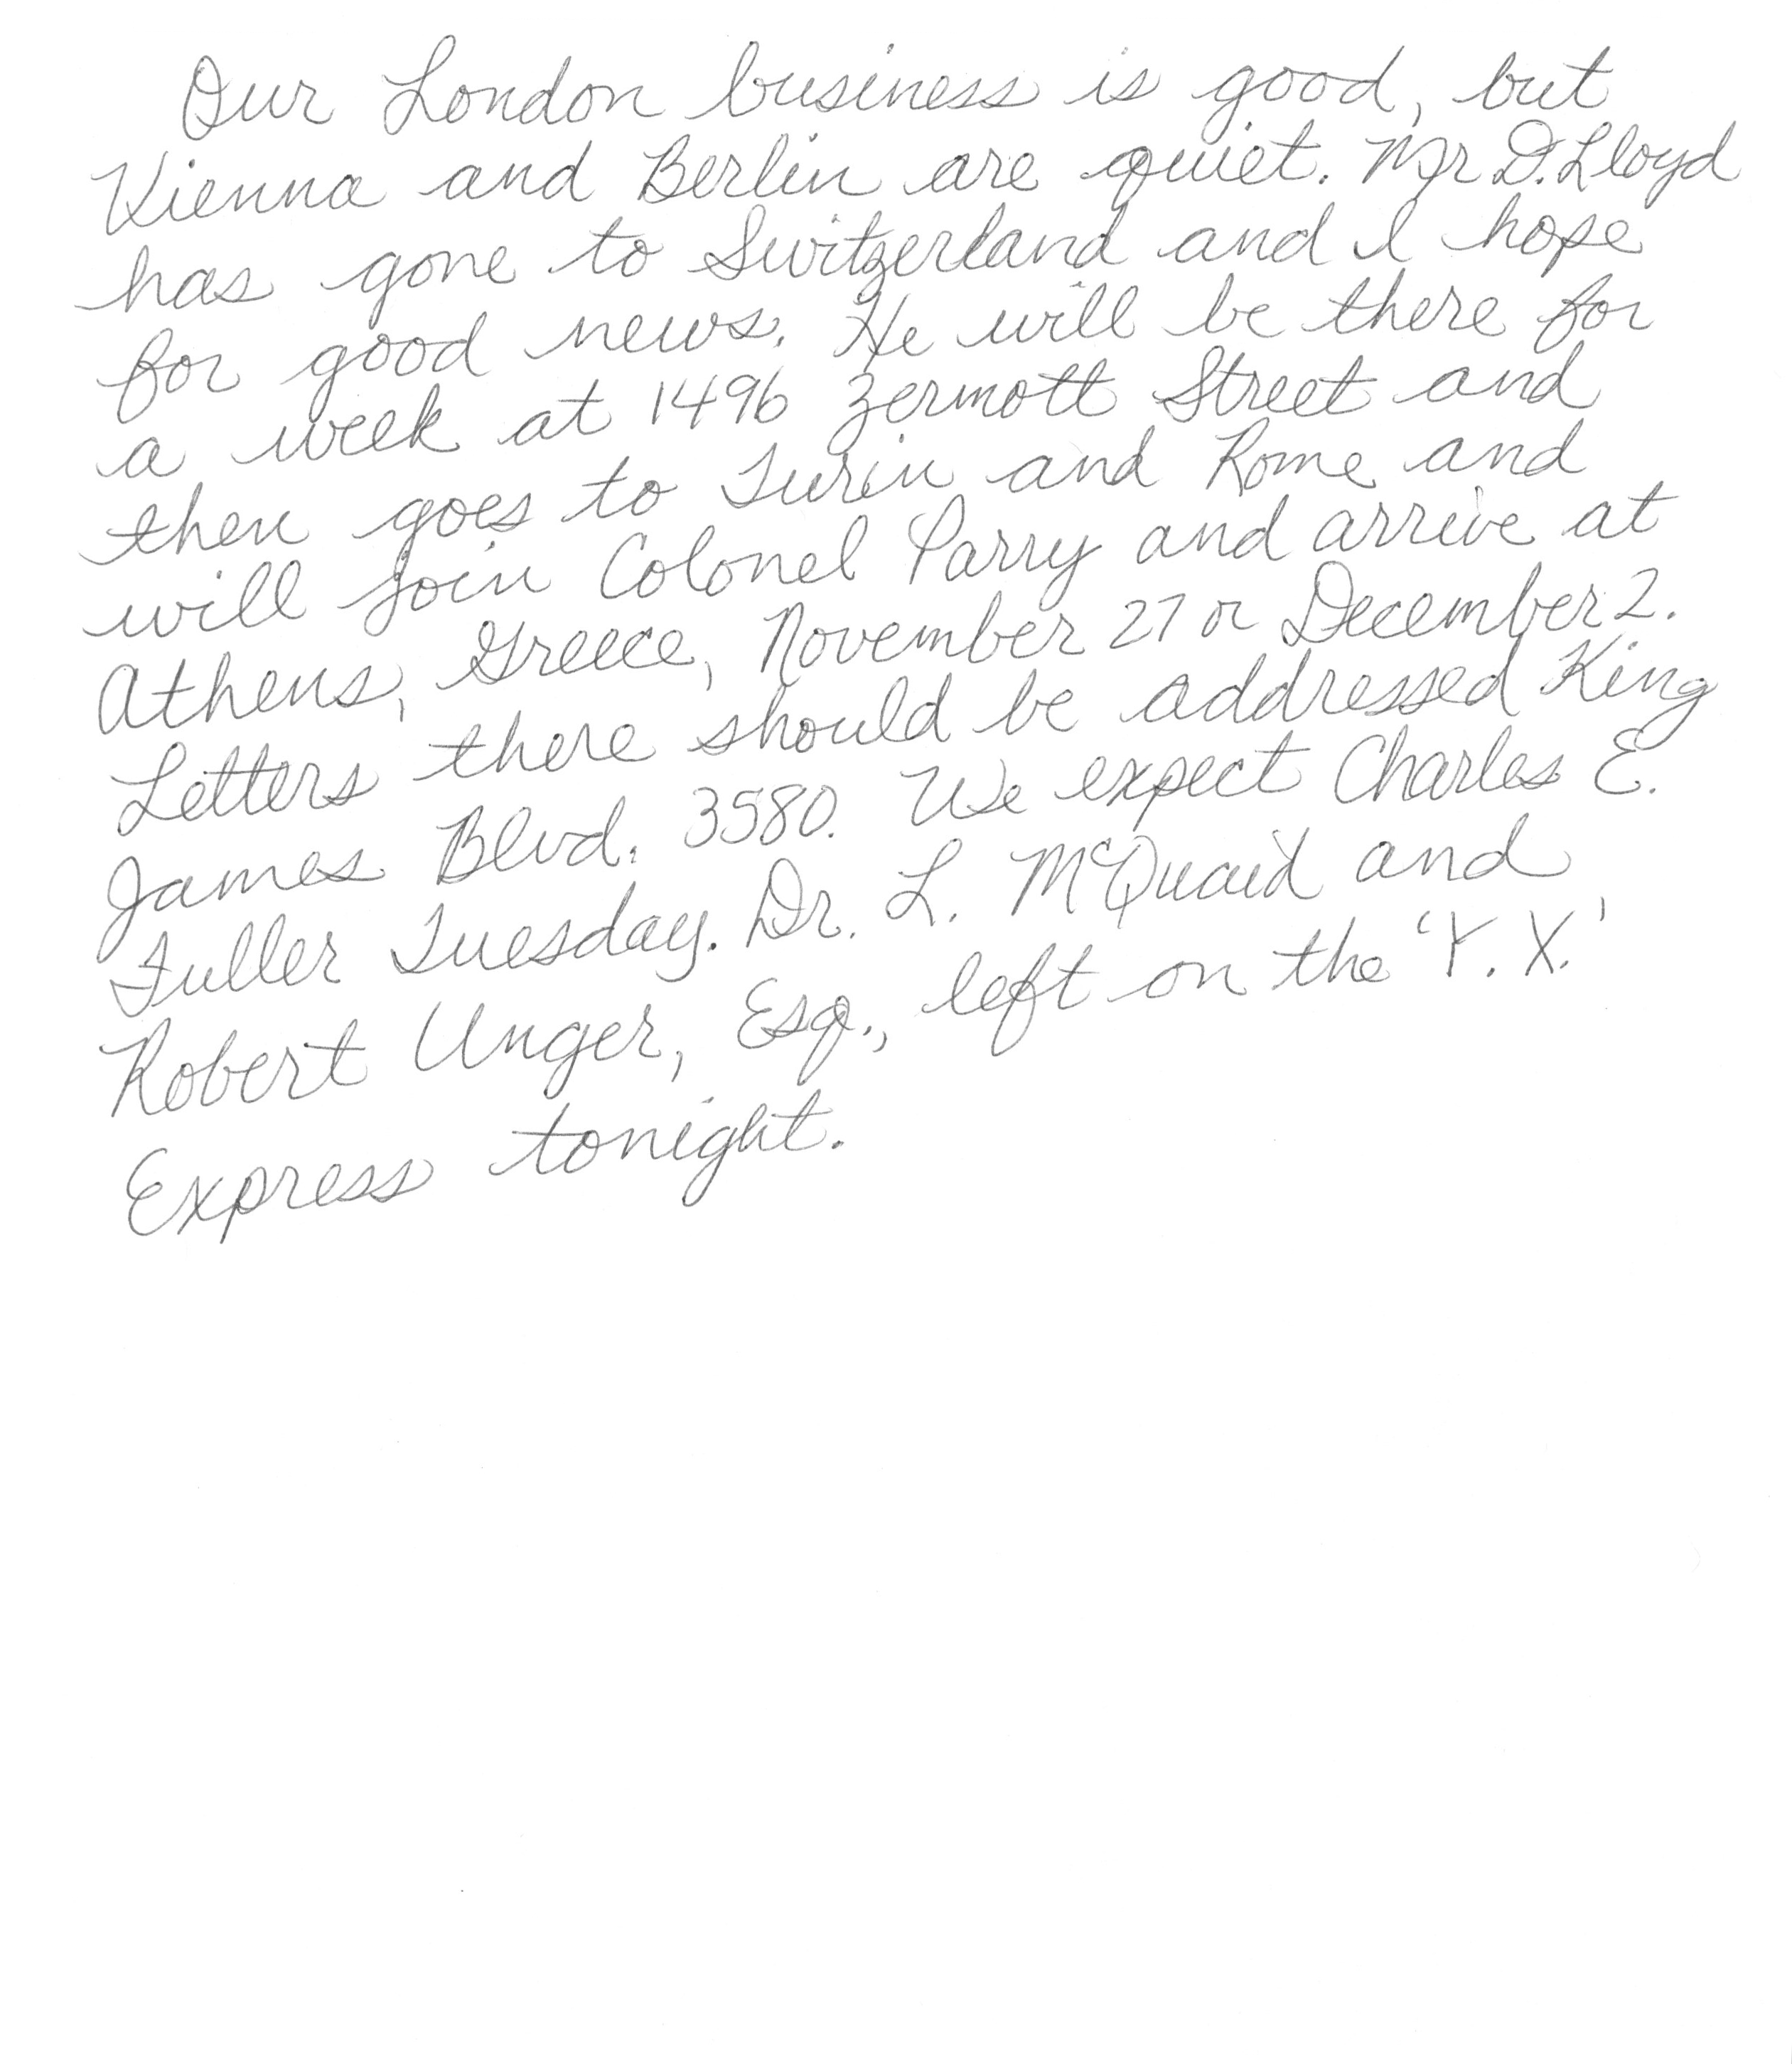 Our London business is good, but
Vienna and Berlin are quiet. Mr D. Lloyd
has gone to Switzerland and I hope
for good news. He will be there for
a week at 1496 Zermott Street and
then goes to Turin and Rome and
will join Colonel Parry and arrive at
Athens, Greece, November 27 or December 2.
Letters there should be addressed King
James Blvd. 3580. We expect Charles E.
Fuller Tuesday. Dr. L. McQuaid and
Robert Unger, Esq., left on the 'Y. X.'
Express tonight.